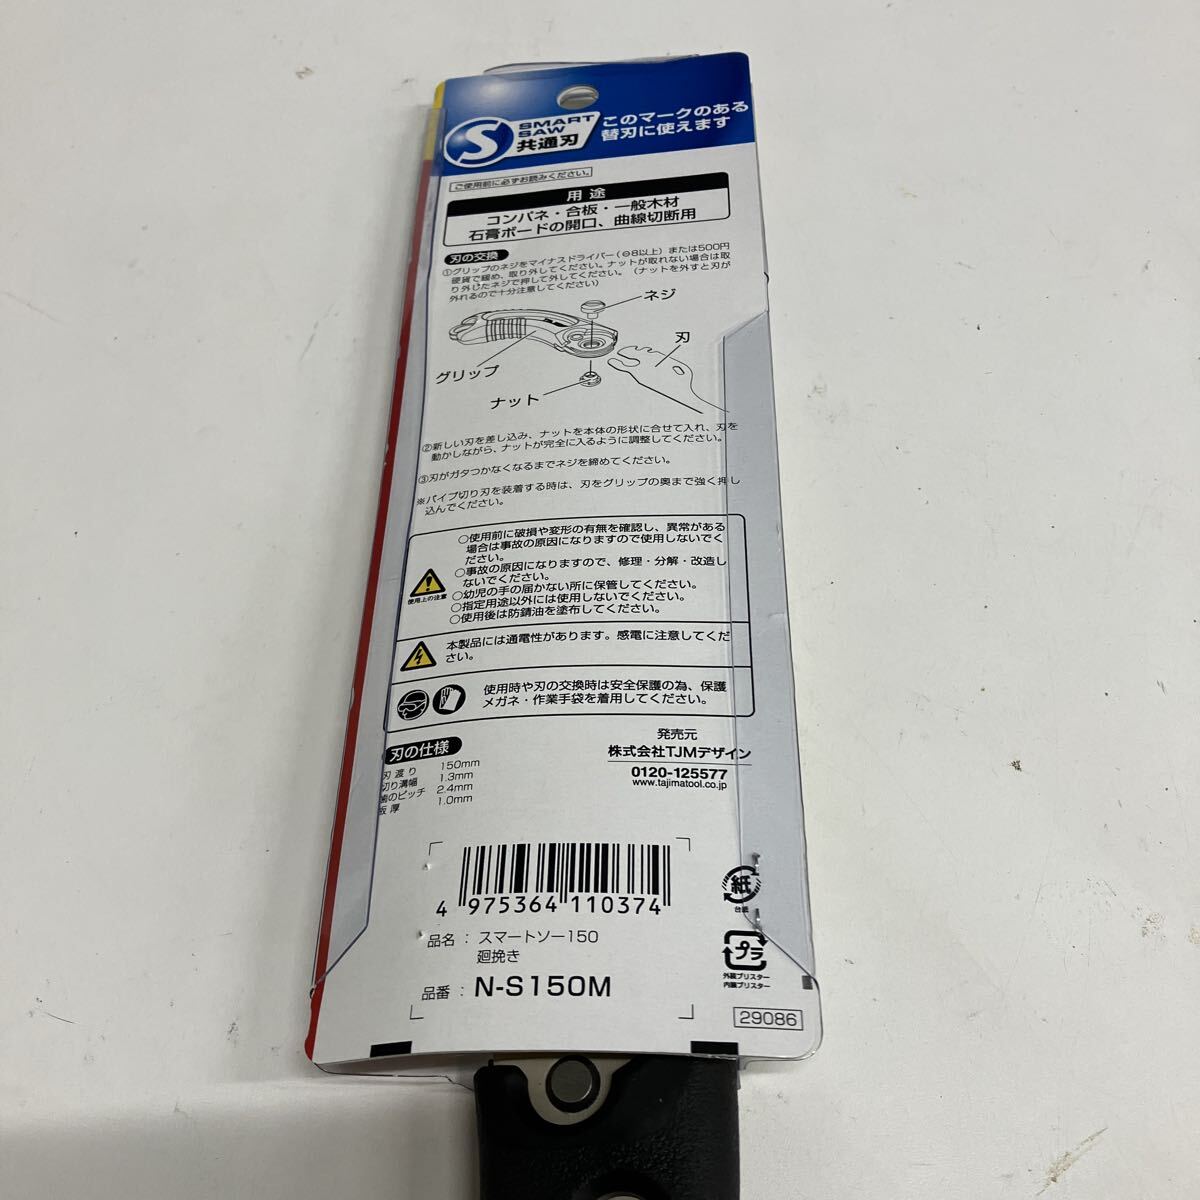 S SMART SAW 共通刃
このマークのある
替刃に使えます
ご使用前に必ずお読みください。
用途
コンパネ・合板・一般木材
石膏ボードの開口、曲線切断用
刃の交換
①グリップのネジをマイナスドライバー(⊖8以上)または500円
硬貨で緩め、取り外してください。ナットが取れない場合は取
り外したネジで押して外してください。(ナットを外すと刃が
外れるので十分注意してください)
ネジ
刃
グリップ
ナット
②新しい刃を差し込み、ナットを本体の形状に合せて入れ、刃を
動かしながら、ナットが完全に入るように調整してください。
③刃がガタつかなくなるまでネジを締めてください。
※パイプ切り刃を装着する時は、刃をグリップの奥まで強く押し
込んでください。
○使用前に破損や変形の有無を確認し、異常がある
場合は事故の原因になりますので使用しないでく
ださい。
○事故の原因になりますので、修理・分解・改造し
ないでください。
○幼児の手の届かない所に保管してください。
○指定用途以外には使用しないでください。
○使用後は防錆油を塗布してください。
使用上の注意
本製品には通電性があります。感電に注意してくだ
さい。
使用時や刃の交換時は安全保護の為、保護
メガネ・作業手袋を着用してください。
刃の仕様
刃渡り 150mm
切り溝幅 1.3mm
歯のピッチ 2.4mm
板厚 1.0mm
発売元
株式会社TJMデザイン
0120-125577
www.tajimatool.co.jp
4 975364 110374
品名：スマートソー150
廻挽き
品番：N-S150M
紙
台紙
プラ
外装ブリスター
内装ブリスター
29086